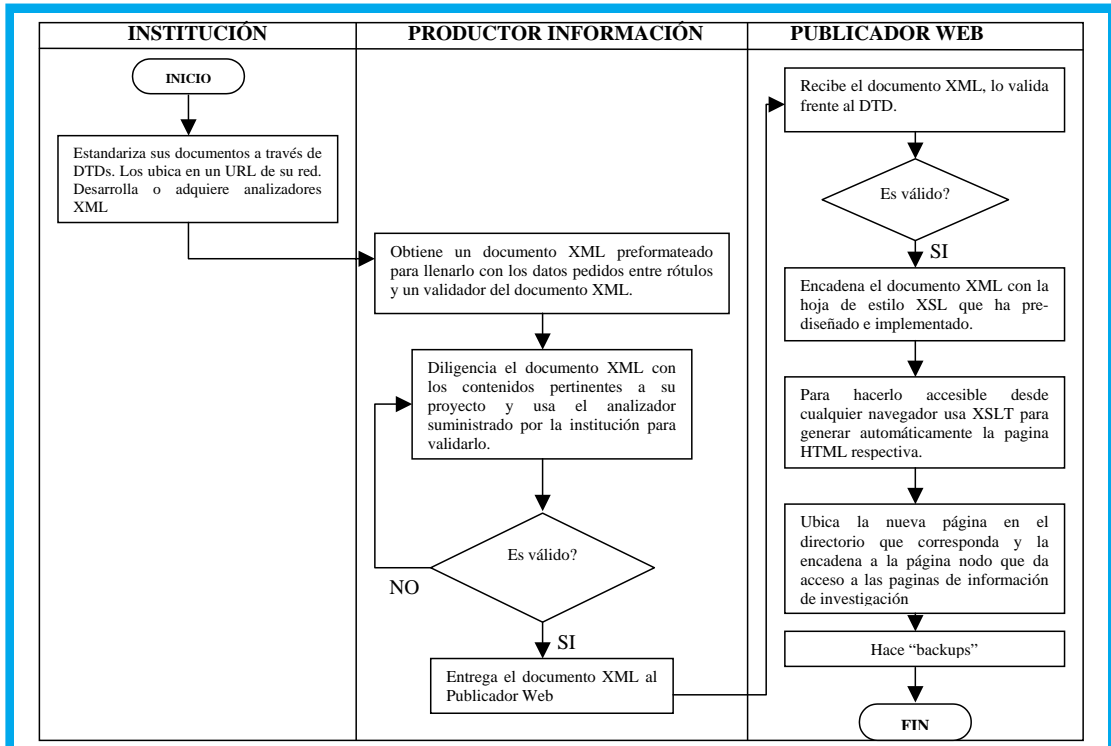 INSTITUCIÓN
PRODUCTOR INFORMACIÓN
PUBLICADOR WEB
INICIO
Estandariza sus documentos a través de
DTDs. Los ubica en un URL de su red.
Desarrolla o adquiere analizadores
XML
Obtiene un documento XML preformateado
para llenarlo con los datos pedidos entre rótulos
y un validador del documento XML.
Diligencia el documento XML con
los contenidos pertinentes a su
proyecto y usa el analizador
suministrado por la institución para
validarlo.
Es válido?
NO
SI
Entrega el documento XML al
Publicador Web
Recibe el documento XML, lo valida
frente al DTD.
Es válido?
SI
Encadena el documento XML con la
hoja de estilo XSL que ha pre-
diseñado e implementado.
Para hacerlo accesible desde
cualquier navegador usa XSLT para
generar automáticamente la pagina
HTML respectiva.
Ubica la nueva página en el
directorio que corresponda y la
encadena a la página nodo que da
acceso a las paginas de información
de investigación
Hace “backups”
FIN